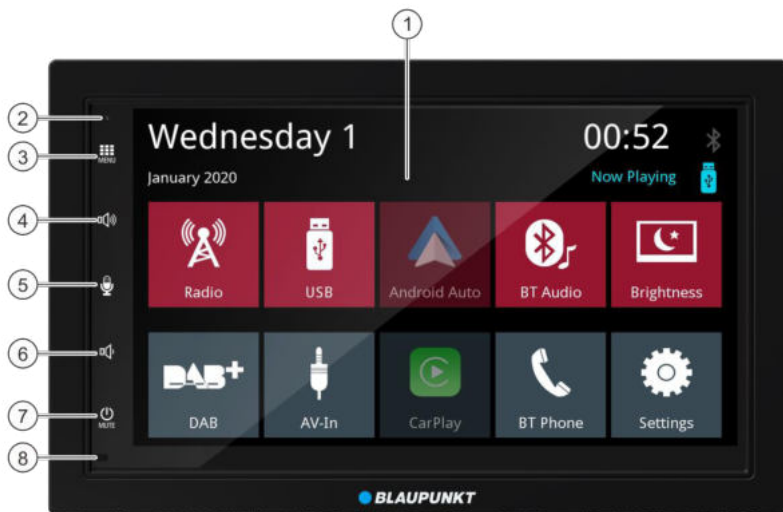 1
2
Wednesday 1 00:52
3
MENU
January 2020 Now Playing
4
5
Radio USB Android Auto BT Audio Brightness
6
DAB+
7
MUTE
DAB AV-In CarPlay BT Phone Settings
8
BLAUPUNKT